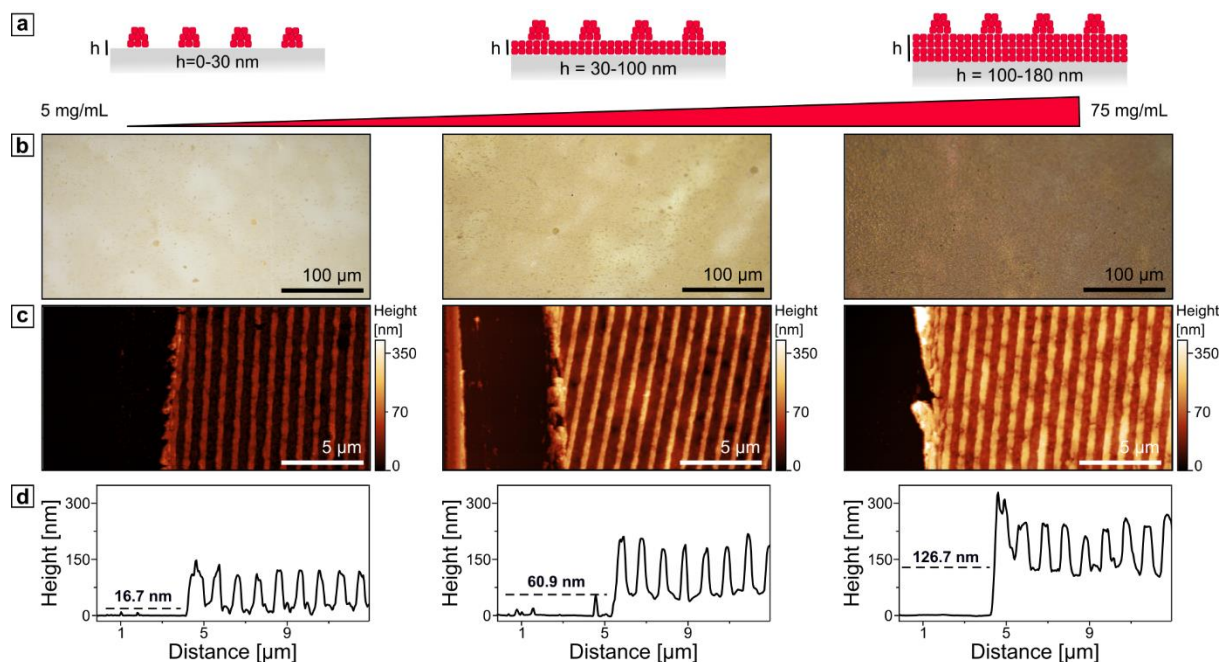 a
h
h=0-30 nm
h
h = 30-100 nm
h
h = 100-180 nm
5 mg/mL
75 mg/mL
b
100 µm
100 µm
100 µm
c
Height
[nm]
350
70
0
5 µm
Height
[nm]
350
70
0
5 µm
Height
[nm]
350
70
0
5 µm
d
Height [nm]
300
150
0
16.7 nm
1
5
9
Distance [µm]
Height [nm]
300
150
0
60.9 nm
1
5
9
Distance [µm]
Height [nm]
300
150
0
126.7 nm
1
5
9
Distance [µm]